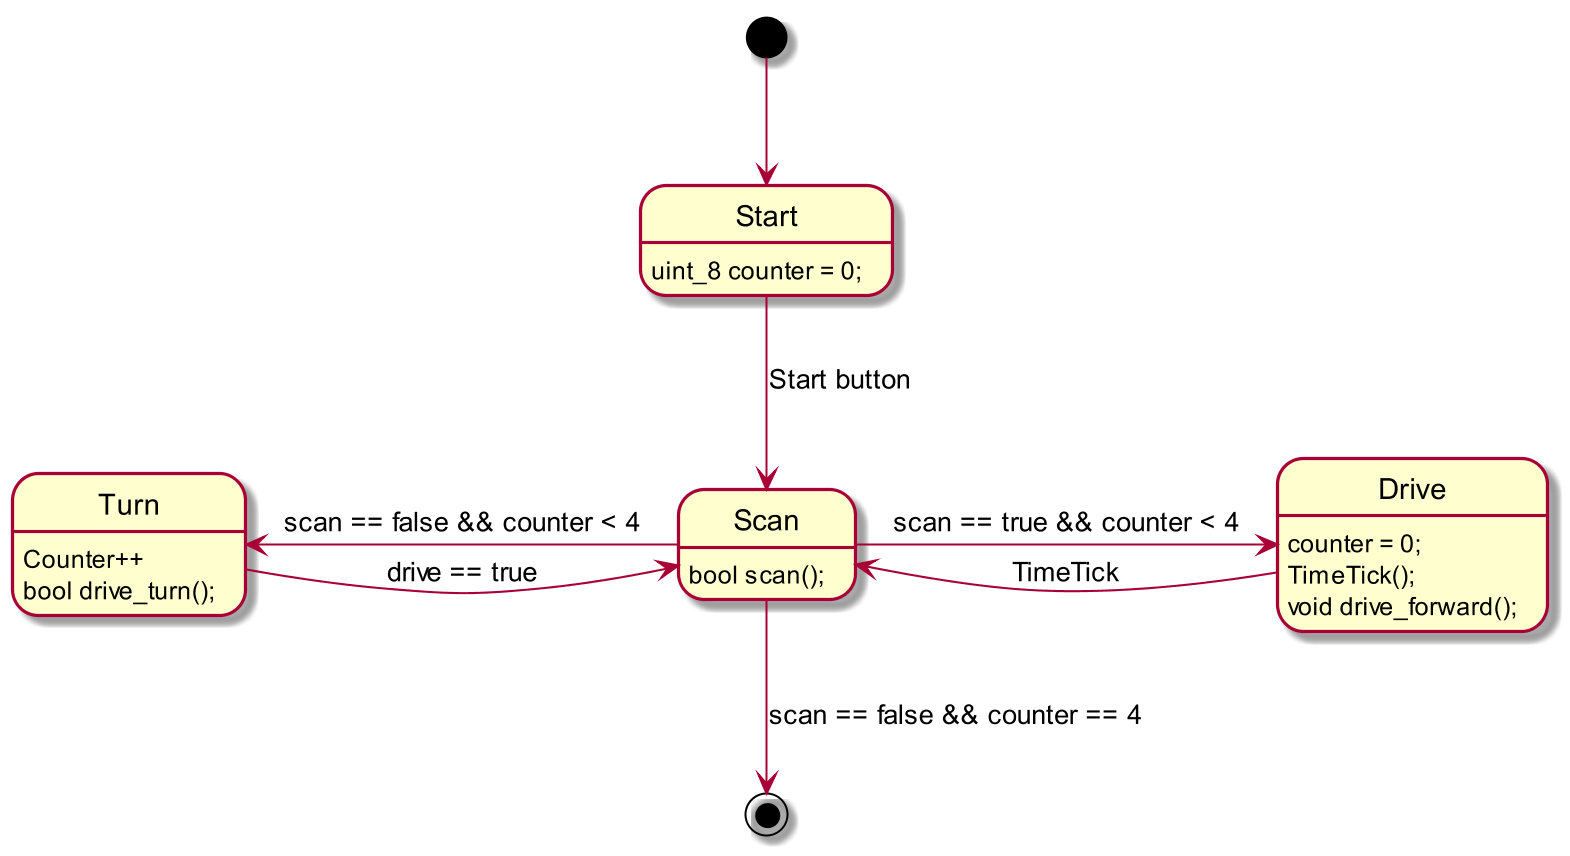 Start
uint_8 counter = 0;
Start button
Turn
Counter++
bool drive_turn();
scan == false && counter < 4
drive == true
Scan
bool scan();
scan == true && counter < 4
TimeTick
Drive
counter = 0;
TimeTick();
void drive_forward();
scan == false && counter == 4